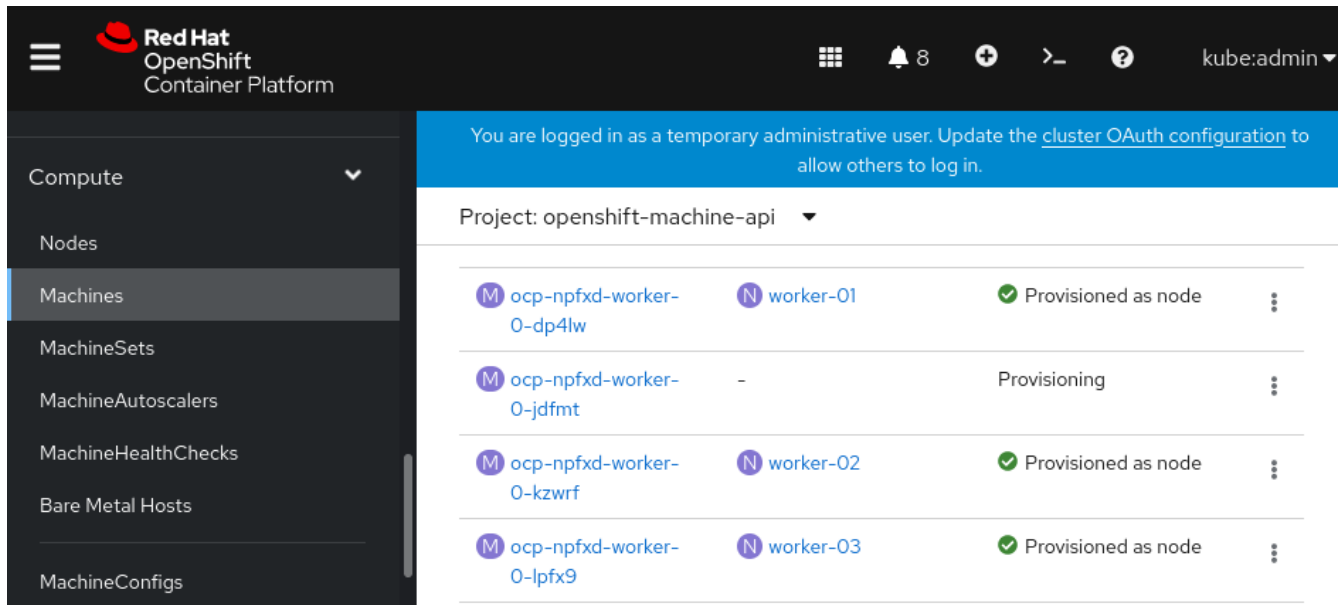 Red Hat
OpenShift
Container Platform
8
>_
?
kube:admin
You are logged in as a temporary administrative user. Update the cluster OAuth configuration to
allow others to log in.
Compute
Nodes
Machines
MachineSets
MachineAutoscalers
MachineHealthChecks
Bare Metal Hosts
MachineConfigs
Project: openshift-machine-api
M ocp-npfxd-worker-
0-dp4lw
N worker-01
Provisioned as node
M ocp-npfxd-worker-
0-jdfmt
-
Provisioning
M ocp-npfxd-worker-
0-kzwrf
N worker-02
Provisioned as node
M ocp-npfxd-worker-
0-lpfx9
N worker-03
Provisioned as node